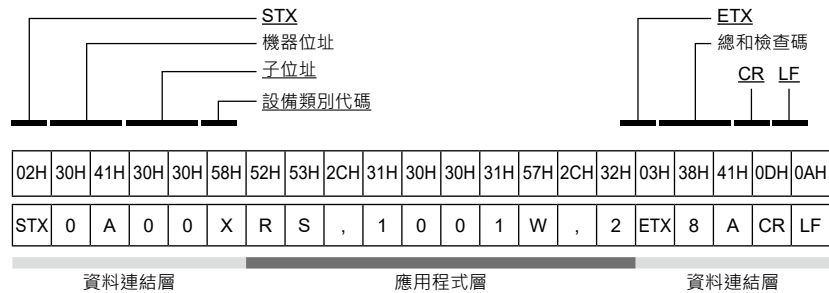 STX
機器位址
子位址
設備類別代碼
ETX
總和檢查碼
CR LF
02H 30H 41H 30H 30H 58H 52H 53H 2CH 31H 30H 30H 31H 57H 2CH 32H 03H 38H 41H 0DH 0AH
STX 0 A 0 0 X R S , 1 0 0 1 W , 2 ETX 8 A CR LF
資料連結層 應用程式層 資料連結層